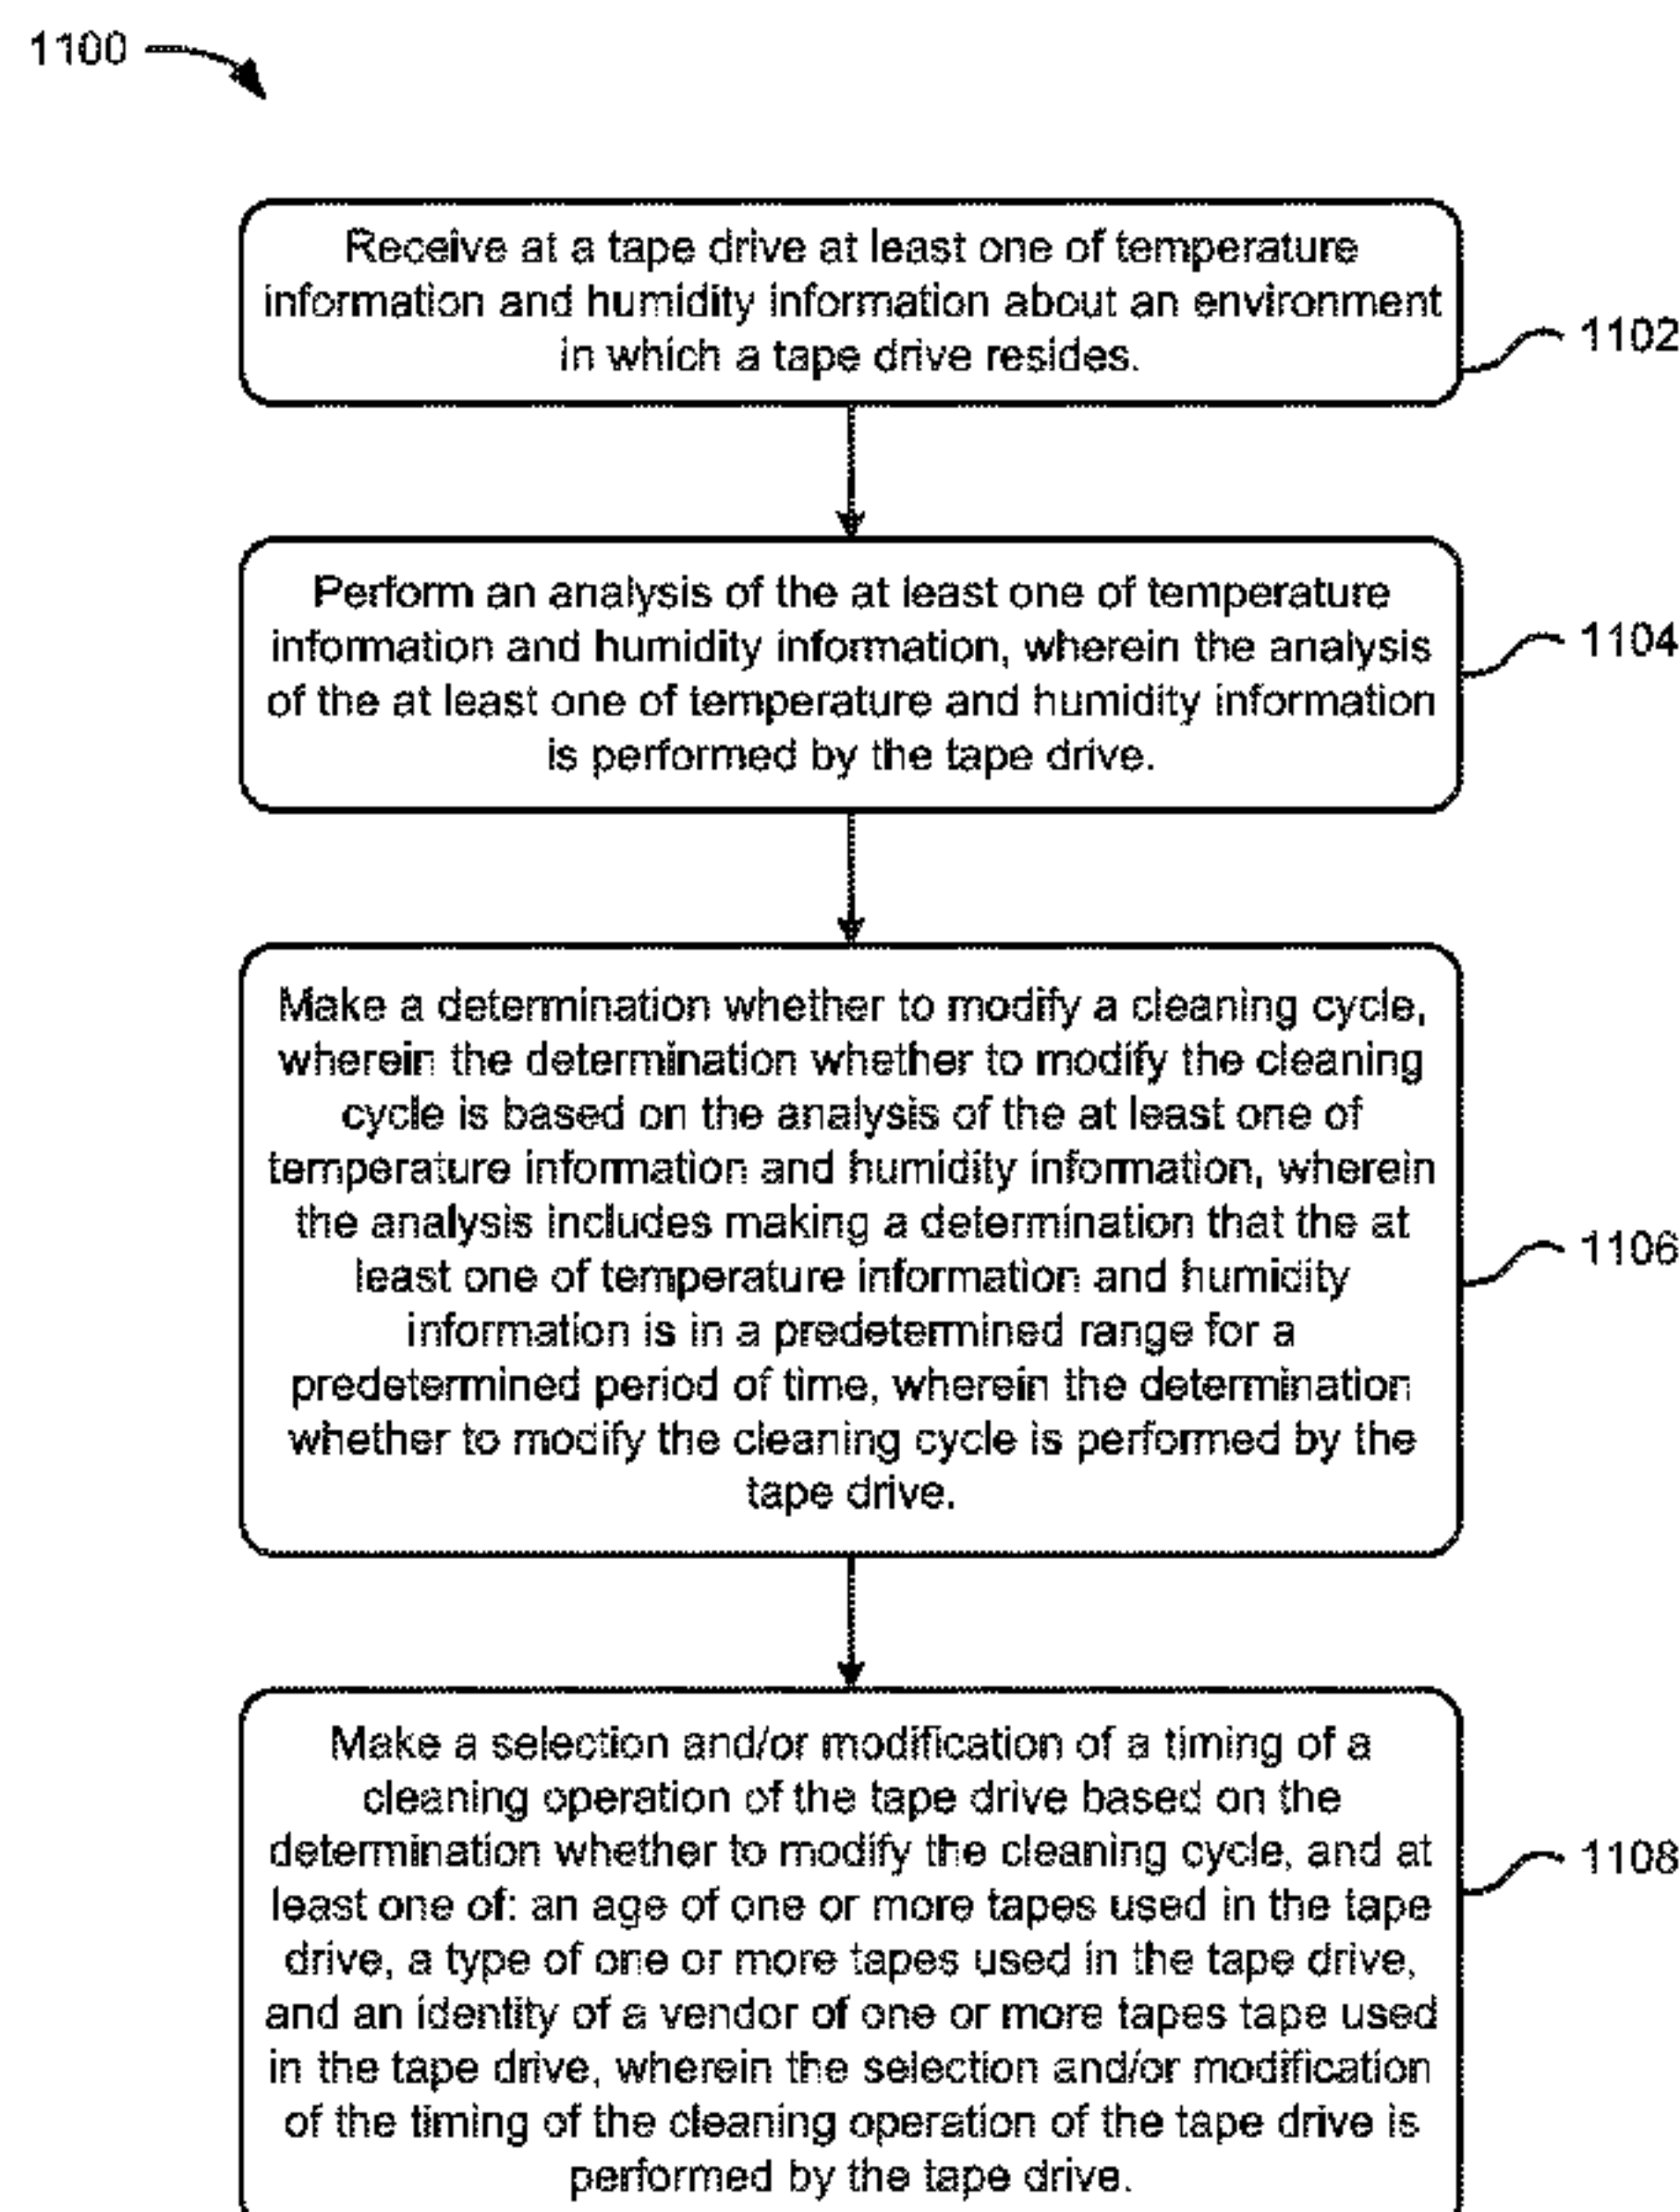 1100
Receive at a tape drive at least one of temperature
information and humidity information about an environment
in which a tape drive resides.
1102
Perform an analysis of the at least one of temperature
information and humidity information, wherein the analysis
of the at least one of temperature and humidity information
is performed by the tape drive.
1104
Make a determination whether to modify a cleaning cycle,
wherein the determination whether to modify the cleaning
cycle is based on the analysis of the at least one of
temperature information and humidity information, wherein
the analysis includes making a determination that the at
least one of temperature information and humidity
information is in a predetermined range for a
predetermined period of time, wherein the determination
whether to modify the cleaning cycle is performed by the
tape drive.
1106
Make a selection and/or modification of a timing of a
cleaning operation of the tape drive based on the
determination whether to modify the cleaning cycle, and at
least one of: an age of one or more tapes used in the tape
drive, a type of one or more tapes used in the tape drive,
and an identity of a vendor of one or more tapes tape used
in the tape drive, wherein the selection and/or modification
of the timing of the cleaning operation of the tape drive is
performed by the tape drive.
1108